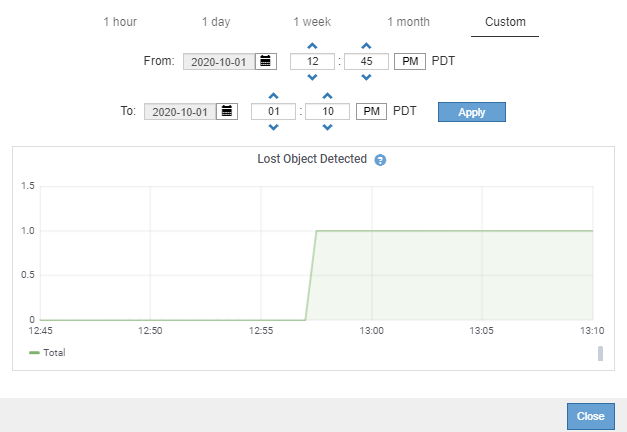 1 hour 1 day 1 week 1 month Custom
From: 2020-10-01 12 : 45 PM PDT
To: 2020-10-01 01 : 10 PM PDT Apply
Lost Object Detected ?
1.5
1.0
0.5
0
12:45 12:50 12:55 13:00 13:05 13:10
Total
Close